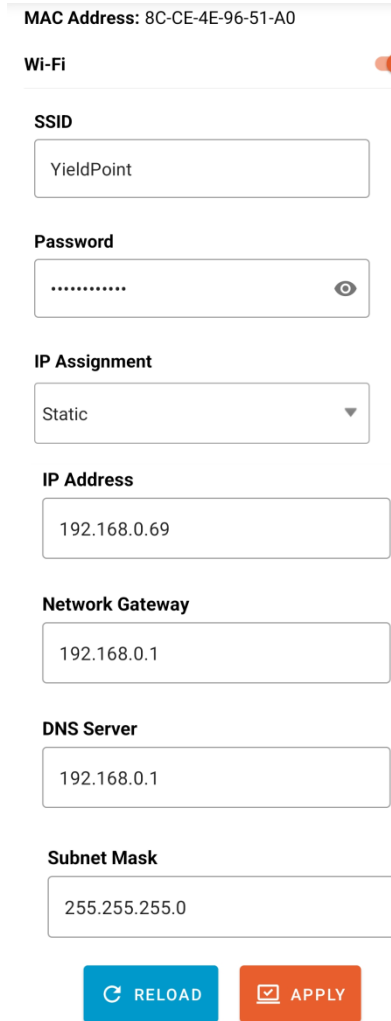 MAC Address: 8C-CE-4E-96-51-A0
Wi-Fi
SSID
YieldPoint
Password
••••••••••••
IP Assignment
Static
IP Address
192.168.0.69
Network Gateway
192.168.0.1
DNS Server
192.168.0.1
Subnet Mask
255.255.255.0
RELOAD APPLY